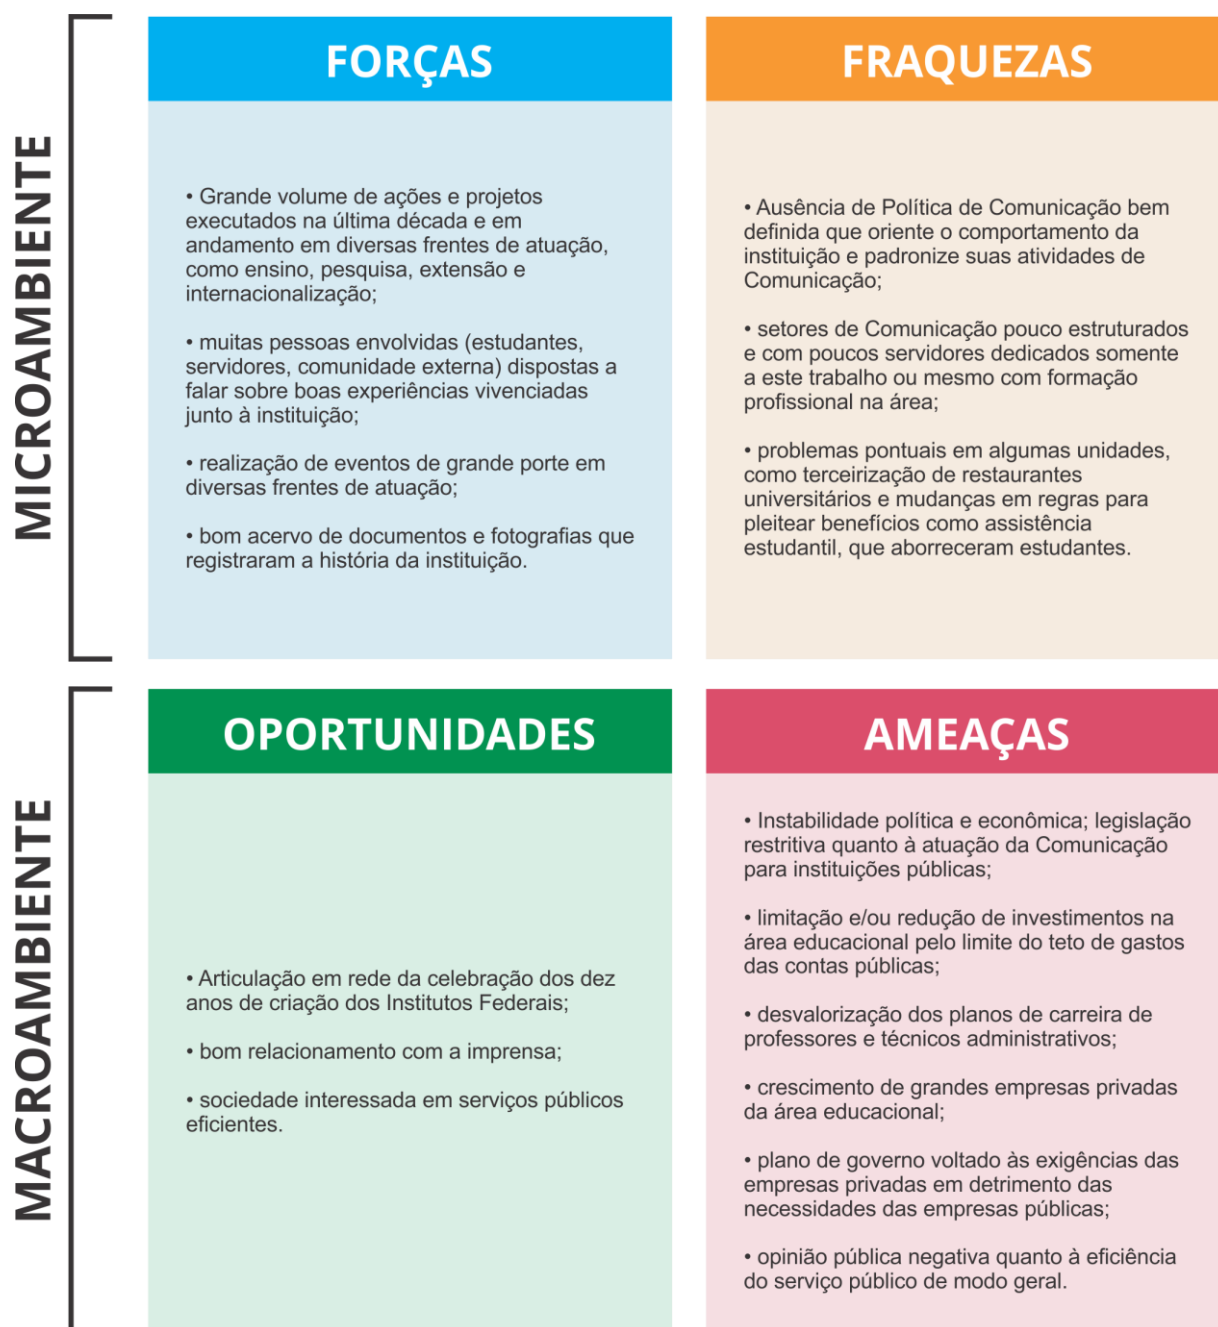 MICROAMBIENTE
FORÇAS
• Grande volume de ações e projetos
executados na última década e em
andamento em diversas frentes de atuação,
como ensino, pesquisa, extensão e
internacionalização;
• muitas pessoas envolvidas (estudantes,
servidores, comunidade externa) dispostas a
falar sobre boas experiências vivenciadas
junto à instituição;
• realização de eventos de grande porte em
diversas frentes de atuação;
• bom acervo de documentos e fotografias que
registraram a história da instituição.
FRAQUEZAS
• Ausência de Política de Comunicação bem
definida que oriente o comportamento da
instituição e padronize suas atividades de
Comunicação;
• setores de Comunicação pouco estruturados
e com poucos servidores dedicados somente
a este trabalho ou mesmo com formação
profissional na área;
• problemas pontuais em algumas unidades,
como terceirização de restaurantes
universitários e mudanças em regras para
pleitear benefícios como assistência
estudantil, que aborreceram estudantes.
MACROAMBIENTE
OPORTUNIDADES
• Articulação em rede da celebração dos dez
anos de criação dos Institutos Federais;
• bom relacionamento com a imprensa;
• sociedade interessada em serviços públicos
eficientes.
AMEAÇAS
• Instabilidade política e econômica; legislação
restritiva quanto à atuação da Comunicação
para instituições públicas;
• limitação e/ou redução de investimentos na
área educacional pelo limite do teto de gastos
das contas públicas;
• desvalorização dos planos de carreira de
professores e técnicos administrativos;
• crescimento de grandes empresas privadas
da área educacional;
• plano de governo voltado às exigências das
empresas privadas em detrimento das
necessidades das empresas públicas;
• opinião pública negativa quanto à eficiência
do serviço público de modo geral.